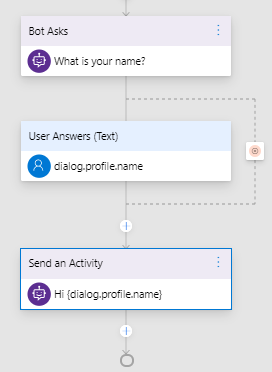 Bot Asks
What is your name?
User Answers (Text)
dialog.profile.name
Send an Activity
Hi {dialog.profile.name}